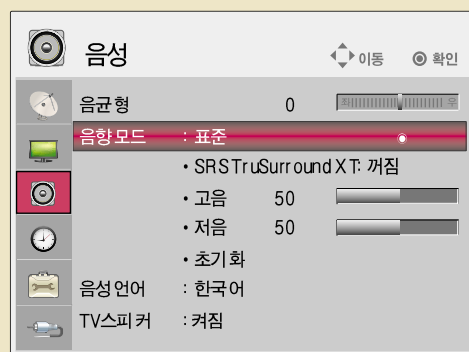 음성 이동 ◉ 확인
음균형 0 좌 우
음향모드 : 표준
• SRS TruSurround XT: 꺼짐
• 고음 50
• 저음 50
• 초기화
음성언어 : 한국어
TV스피커 : 켜짐